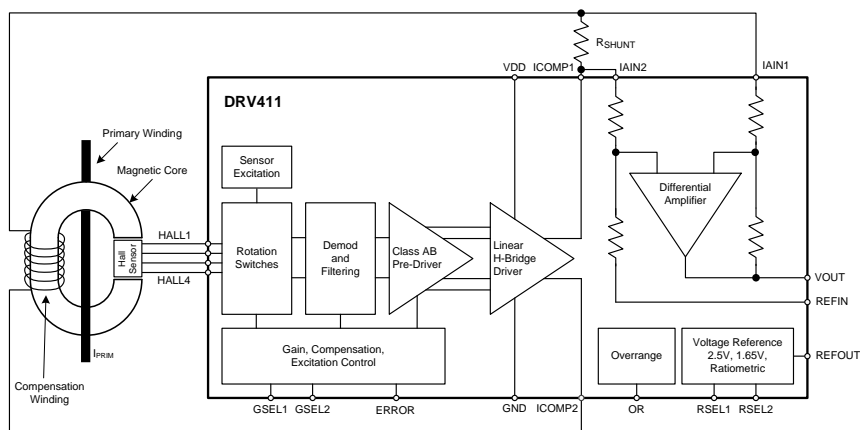 RSHUNT
VDD
ICOMP1
IAIN2
IAIN1
DRV411
Primary Winding
Magnetic Core
Sensor
Excitation
Differential
Amplifier
HALL1
Hall
Sensor
HALL4
Rotation
Switches
Demod
and
Filtering
Class AB
Pre-Driver
Linear
H-Bridge
Driver
VOUT
REFIN
IPRIM
Compensation
Winding
Gain, Compensation,
Excitation Control
Overrange
Voltage Reference
2.5V, 1.65V,
Ratiometric
REFOUT
GSEL1
GSEL2
ERROR
GND
ICOMP2
OR
RSEL1
RSEL2